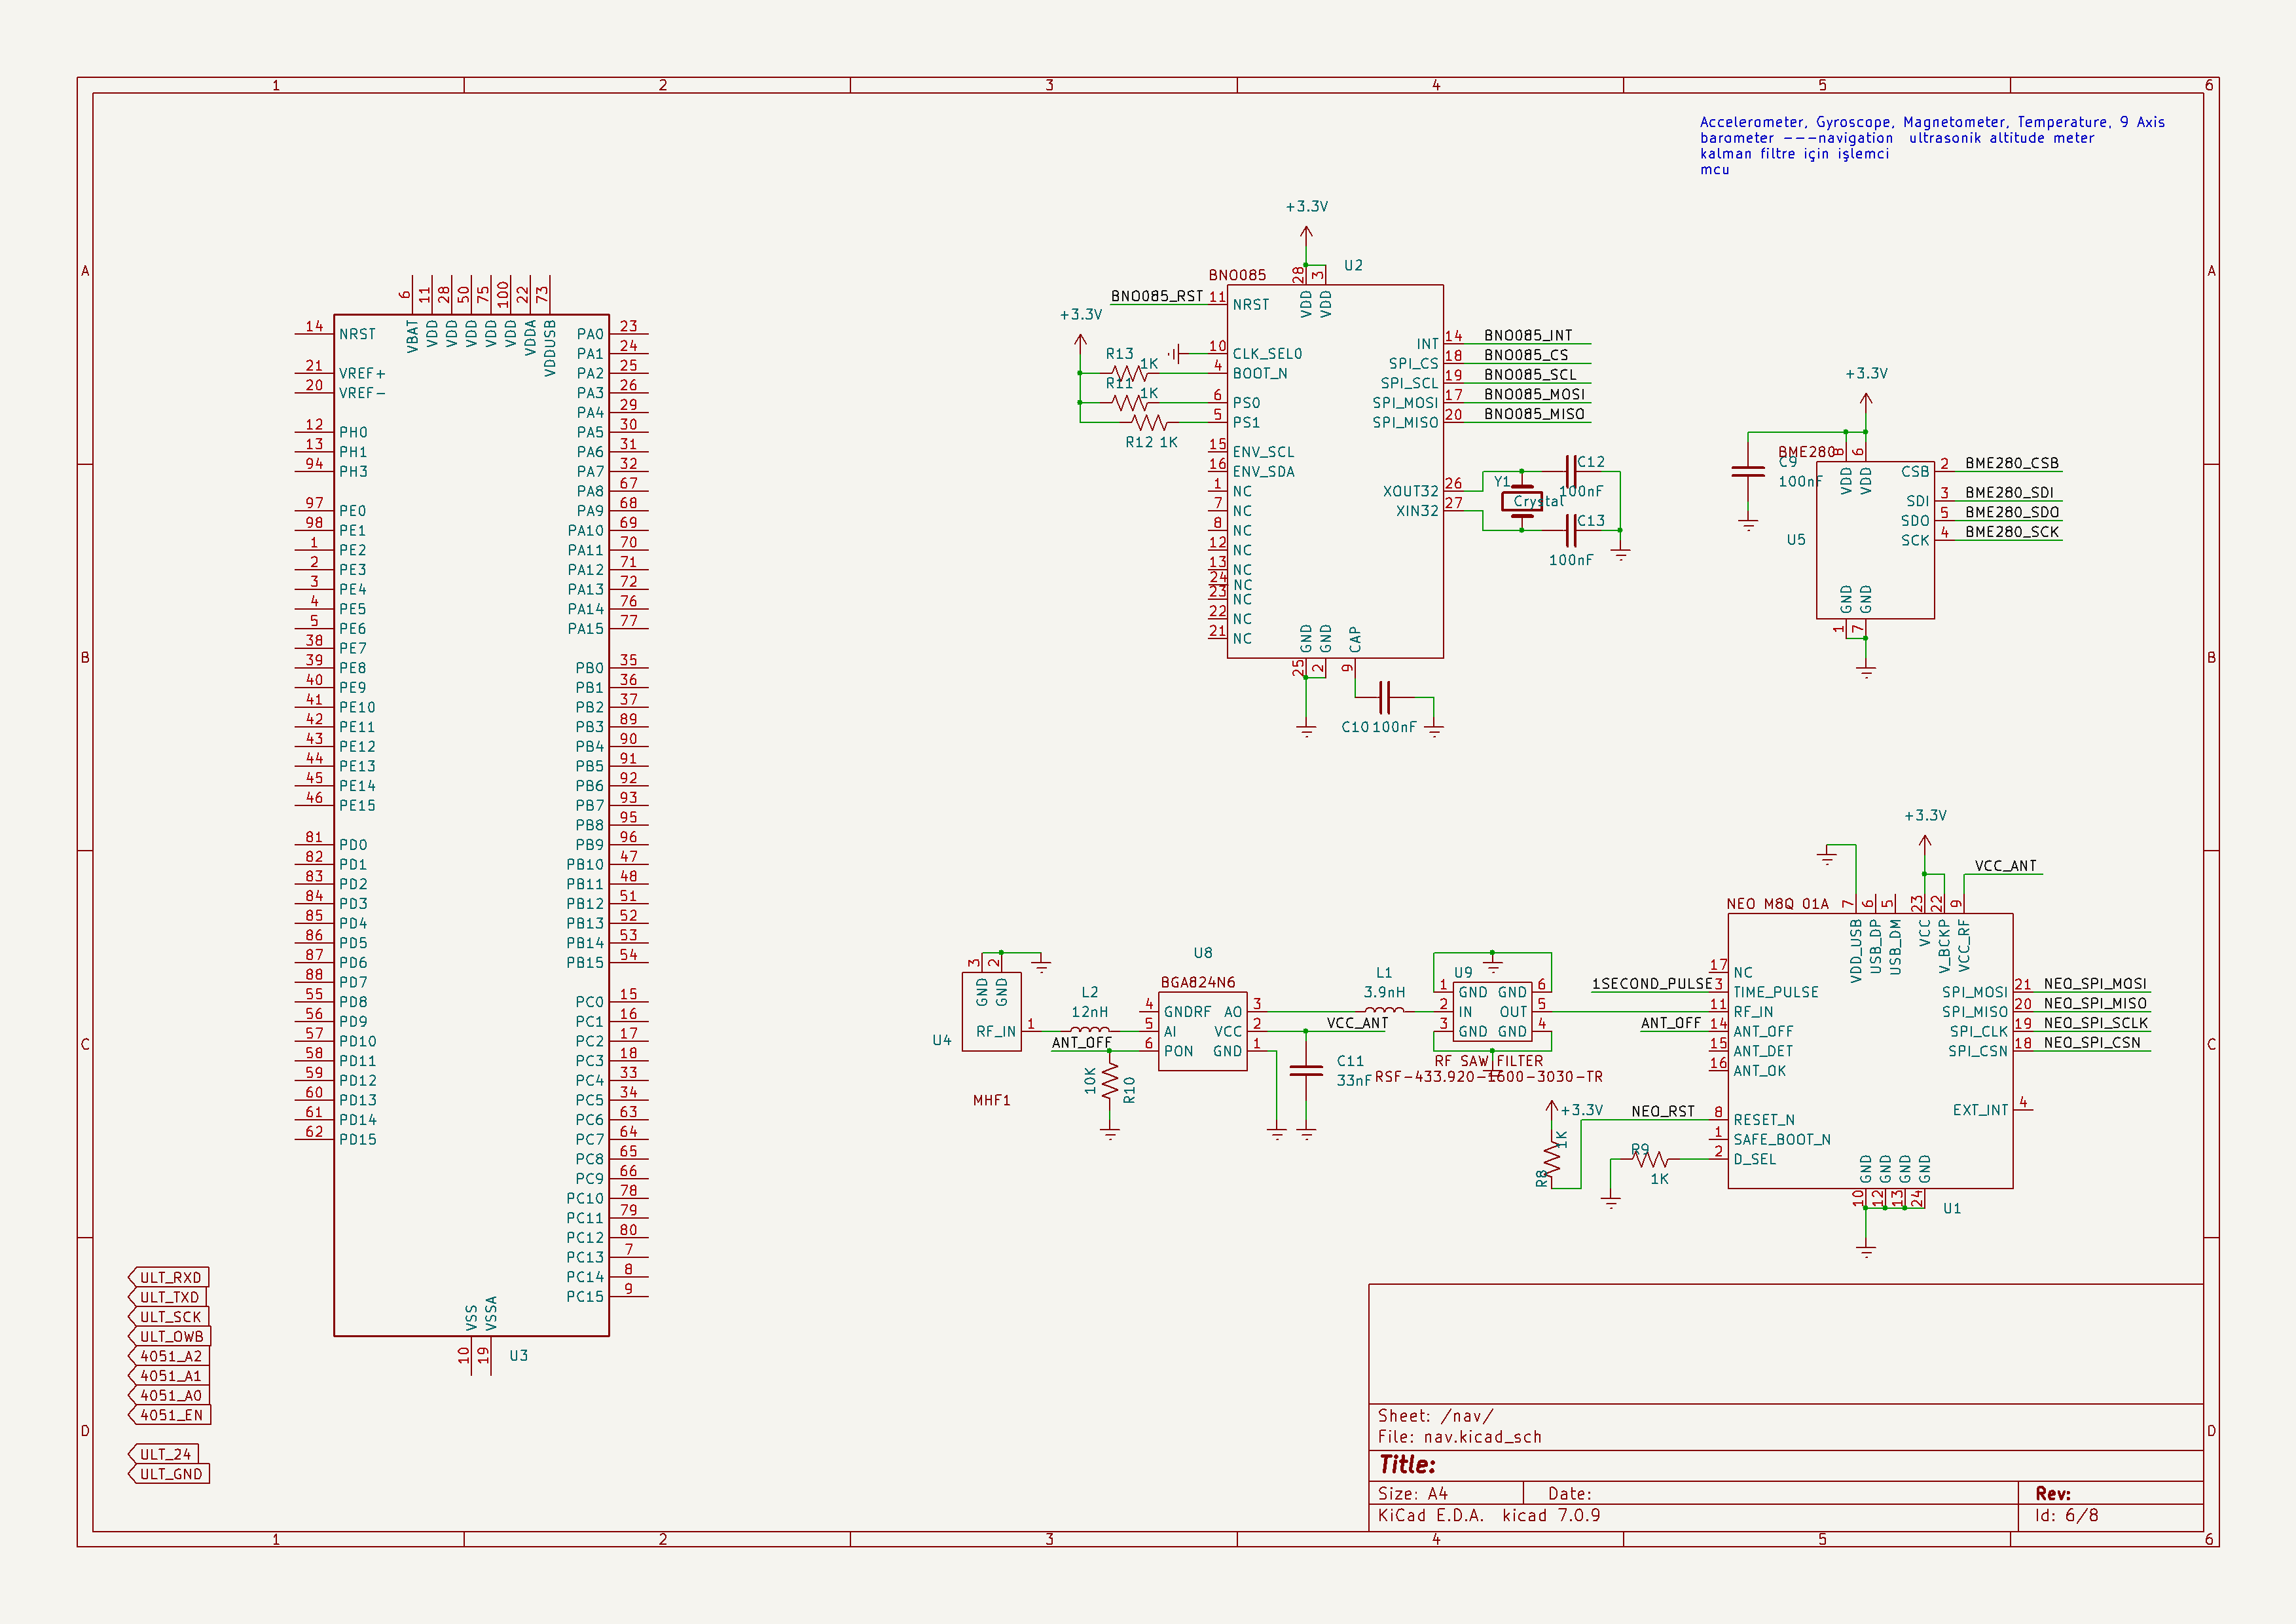 1 2 3 4 5 6
A
B
C
D
Accelerometer, Gyroscope, Magnetometer, Temperature, 9 Axis
barometer ---navigation  ultrasonik altitude meter
kalman filtre için işlemci
mcu
6 11 28 50 75 100 22 73
VBAT VDD VDD VDD VDD VDD VDDA VDDUSB
14 NRST
21 VREF+
20 VREF-
12 PH0
13 PH1
94 PH3
97 PE0
98 PE1
1 PE2
2 PE3
3 PE4
4 PE5
5 PE6
38 PE7
39 PE8
40 PE9
41 PE10
42 PE11
43 PE12
44 PE13
45 PE14
46 PE15
81 PD0
82 PD1
83 PD2
84 PD3
85 PD4
86 PD5
87 PD6
88 PD7
55 PD8
56 PD9
57 PD10
58 PD11
59 PD12
60 PD13
61 PD14
62 PD15
PA0 23
PA1 24
PA2 25
PA3 26
PA4 29
PA5 30
PA6 31
PA7 32
PA8 67
PA9 68
PA10 69
PA11 70
PA12 71
PA13 72
PA14 76
PA15 77
PB0 35
PB1 36
PB2 37
PB3 89
PB4 90
PB5 91
PB6 92
PB7 93
PB8 95
PB9 96
PB10 47
PB11 48
PB12 51
PB13 52
PB14 53
PB15 54
PC0 15
PC1 16
PC2 17
PC3 18
PC4 33
PC5 34
PC6 63
PC7 64
PC8 65
PC9 66
PC10 78
PC11 79
PC12 80
PC13 7
PC14 8
PC15 9
VSS VSSA
10 19 U3
ULT_RXD
ULT_TXD
ULT_SCK
ULT_OWB
4051_A2
4051_A1
4051_A0
4051_EN
ULT_24
ULT_GND
+3.3V
U2
BNO085
28 3
VDD VDD
BNO085_RST 11 NRST
+3.3V
10 CLK_SEL0
R13 1K 4 BOOT_N
R11 1K 6 PS0
5 PS1
R12 1K
15 ENV_SCL
16 ENV_SDA
1 NC
7 NC
8 NC
12 NC
13 NC
24 NC
23 NC
22 NC
21 NC
INT 14 BNO085_INT
SPI_CS 18 BNO085_CS
SPI_SCL 19 BNO085_SCL
SPI_MOSI 17 BNO085_MOSI
SPI_MISO 20 BNO085_MISO
XOUT32 26
XIN32 27
Y1
Crystal
C12
100nF
C13
100nF
GND GND CAP
25 2 9
C10 100nF
+3.3V
BME280
8 6
VDD VDD
C9
100nF
CSB 2 BME280_CSB
SDI 3 BME280_SDI
SDO 5 BME280_SDO
SCK 4 BME280_SCK
U5
GND GND
1 7
3 2
GND GND
RF_IN 1
U4
MHF1
L2
12nH
ANT_OFF
10K
R10
U8
BGA824N6
4 GNDRF AO 3
5 AI VCC 2
6 PON GND 1
VCC_ANT
C11
33nF
L1
3.9nH
U9
1 GND GND 6
2 IN OUT 5
3 GND GND 4
RF SAW FILTER
RSF-433.920-1600-3030-TR
+3.3V
VCC_ANT
NEO M8Q 01A
7 6 5 23 22 9
VDD_USB USB_DP USB_DM VCC V_BCKP VCC_RF
17 NC
1SECOND_PULSE 3 TIME_PULSE
11 RF_IN
ANT_OFF 14 ANT_OFF
15 ANT_DET
16 ANT_OK
+3.3V
NEO_RST 8 RESET_N
1 SAFE_BOOT_N
2 D_SEL
1K
R8
R9
1K
SPI_MOSI 21 NEO_SPI_MOSI
SPI_MISO 20 NEO_SPI_MISO
SPI_CLK 19 NEO_SPI_SCLK
SPI_CSN 18 NEO_SPI_CSN
EXT_INT 4
GND GND GND GND
10 12 13 24
U1
Sheet: /nav/
File: nav.kicad_sch
Title:
Size: A4 Date: Rev:
KiCad E.D.A.  kicad 7.0.9 Id: 6/8
A
B
C
D
1 2 3 4 5 6